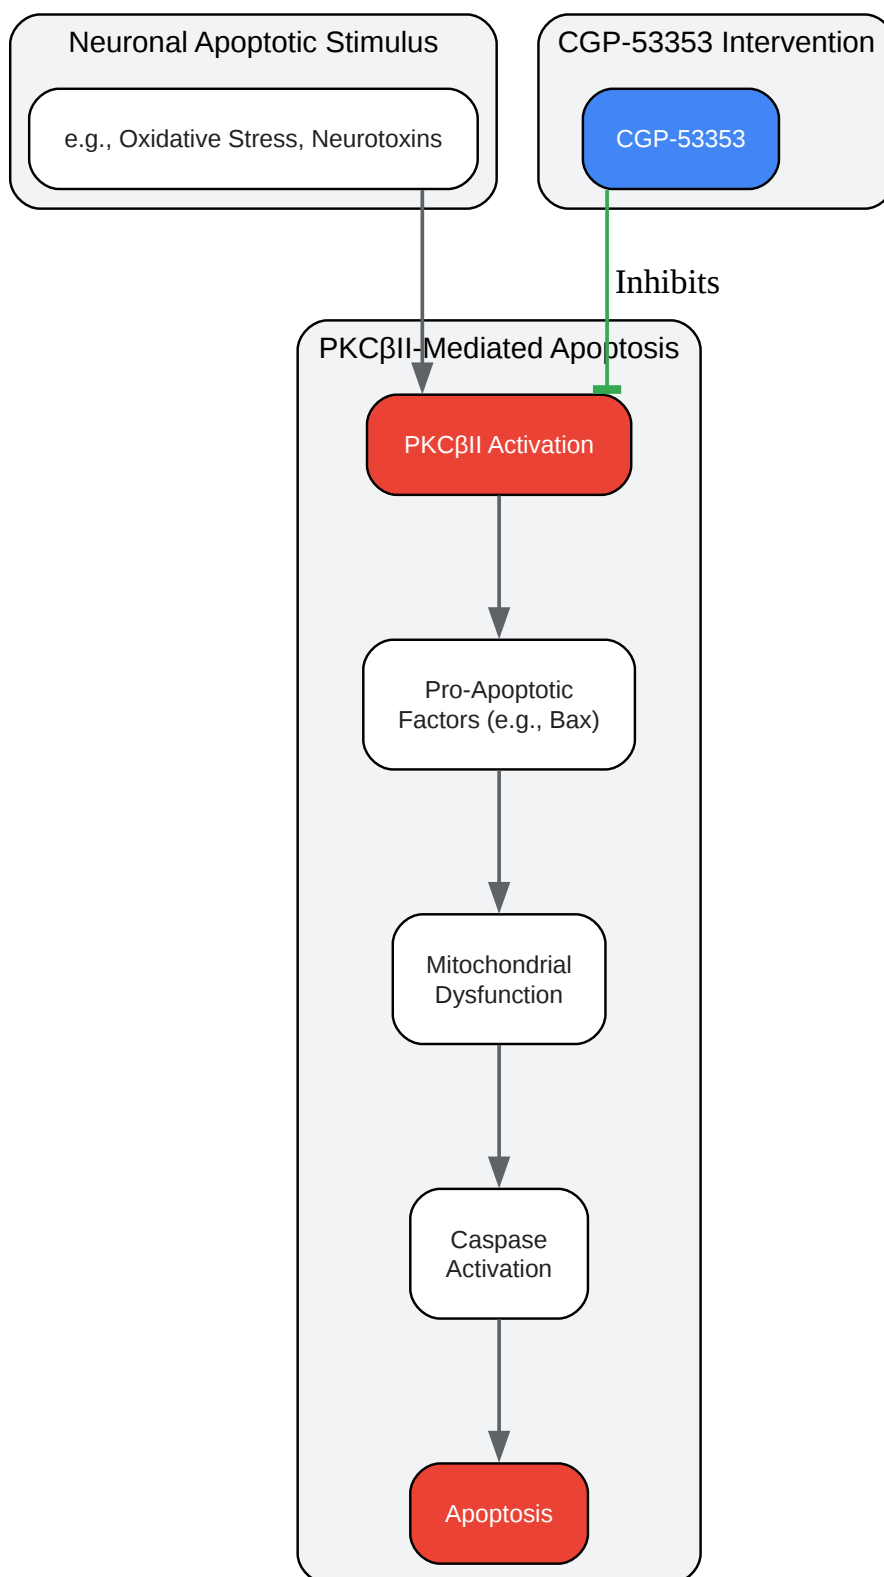 Neuronal Apoptotic Stimulus
e.g., Oxidative Stress, Neurotoxins
CGP-53353 Intervention
CGP-53353
Inhibits
PKCβII-Mediated Apoptosis
PKCβII Activation
Pro-Apoptotic
Factors (e.g., Bax)
Mitochondrial
Dysfunction
Caspase
Activation
Apoptosis